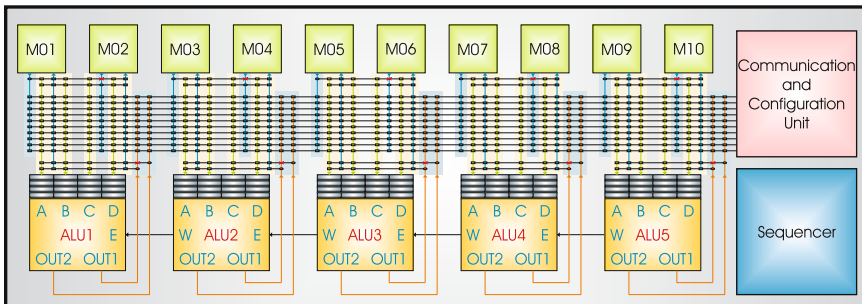 M01 M02 M03 M04 M05 M06 M07 M08 M09 M10
Communication
and
Configuration
Unit
A B C D A B C D A B C D A B C D A B C D
ALU1 E W ALU2 E W ALU3 E W ALU4 E W ALU5 E
OUT2 OUT1 OUT2 OUT1 OUT2 OUT1 OUT2 OUT1 OUT2 OUT1
Sequencer